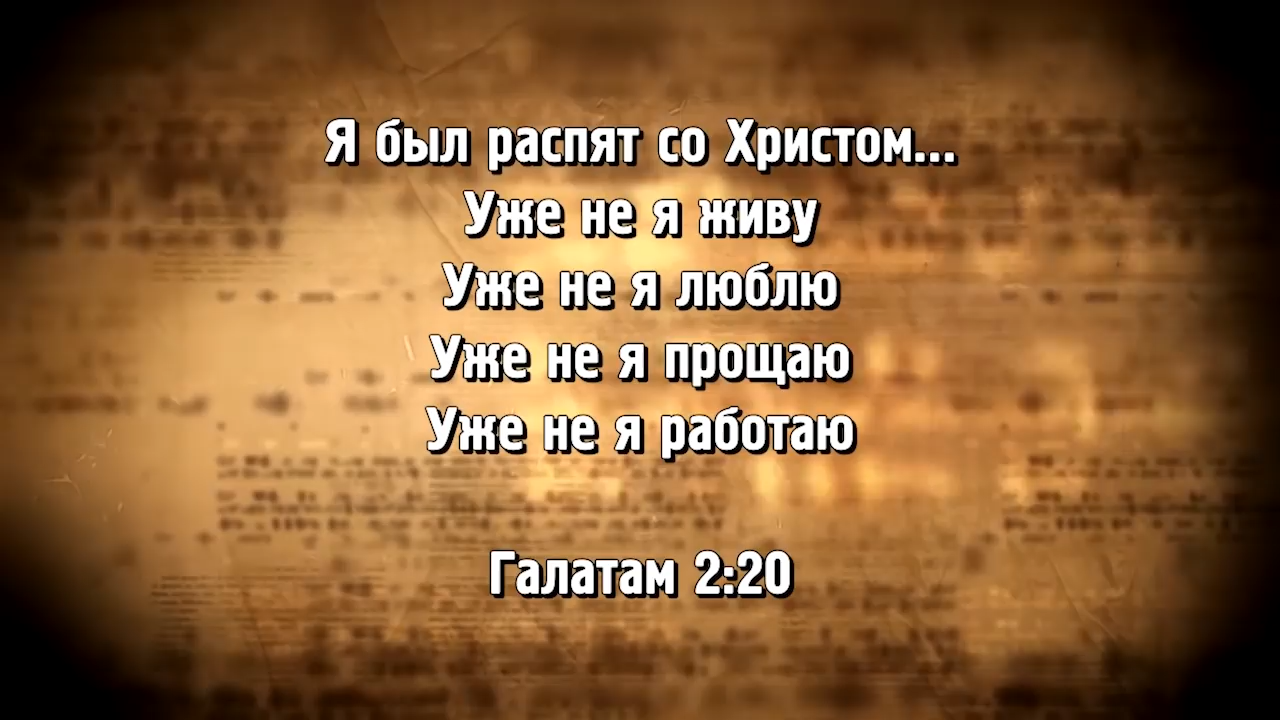 Я был распят со Христом...
Уже не я живу
Уже не я люблю
Уже не я прощаю
Уже не я работаю
Галатам 2:20